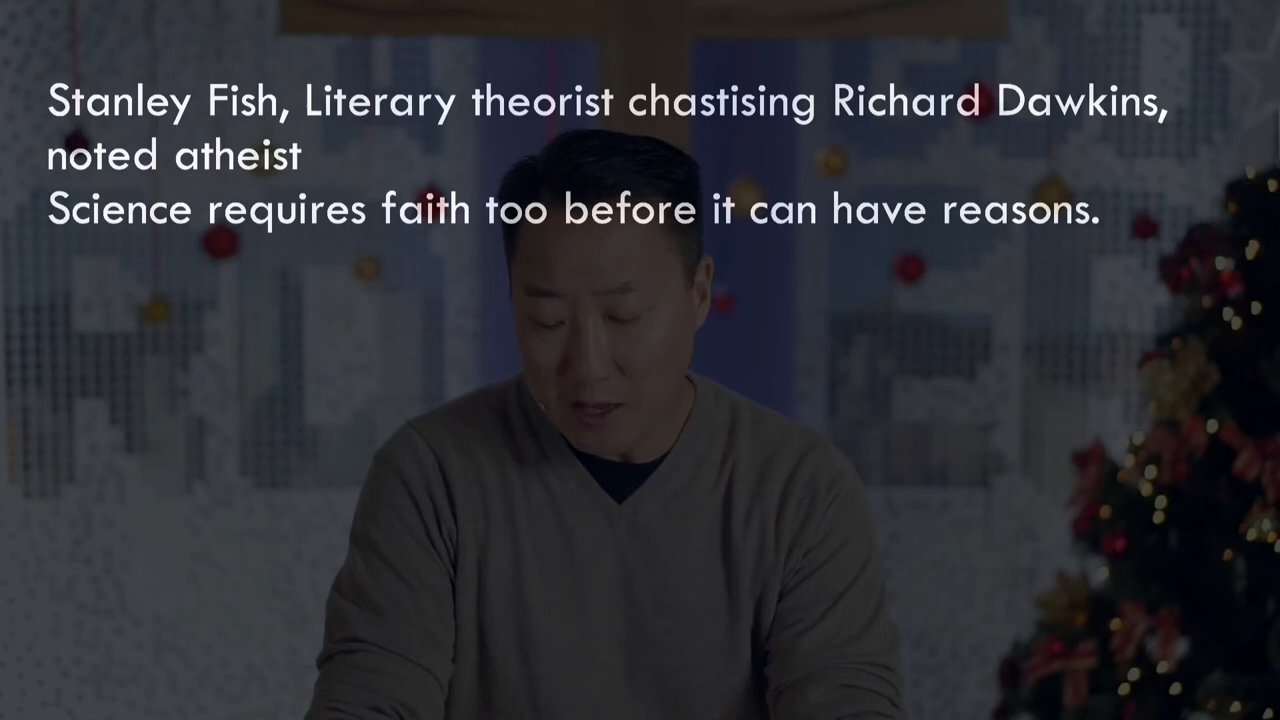 Stanley Fish, Literary theorist chastising Richard Dawkins,
noted atheist
Science requires faith too before it can have reasons.